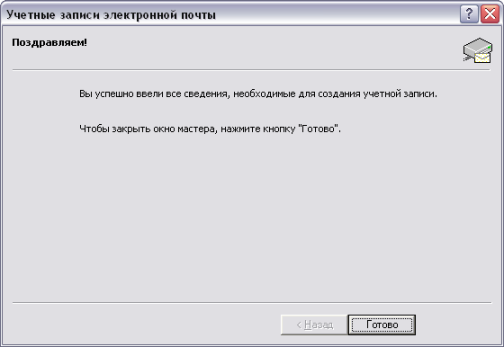 Учетные записи электронной почты
Поздравляем!
Вы успешно ввели все сведения, необходимые для создания учетной записи.
Чтобы закрыть окно мастера, нажмите кнопку "Готово".
< Назад Готово